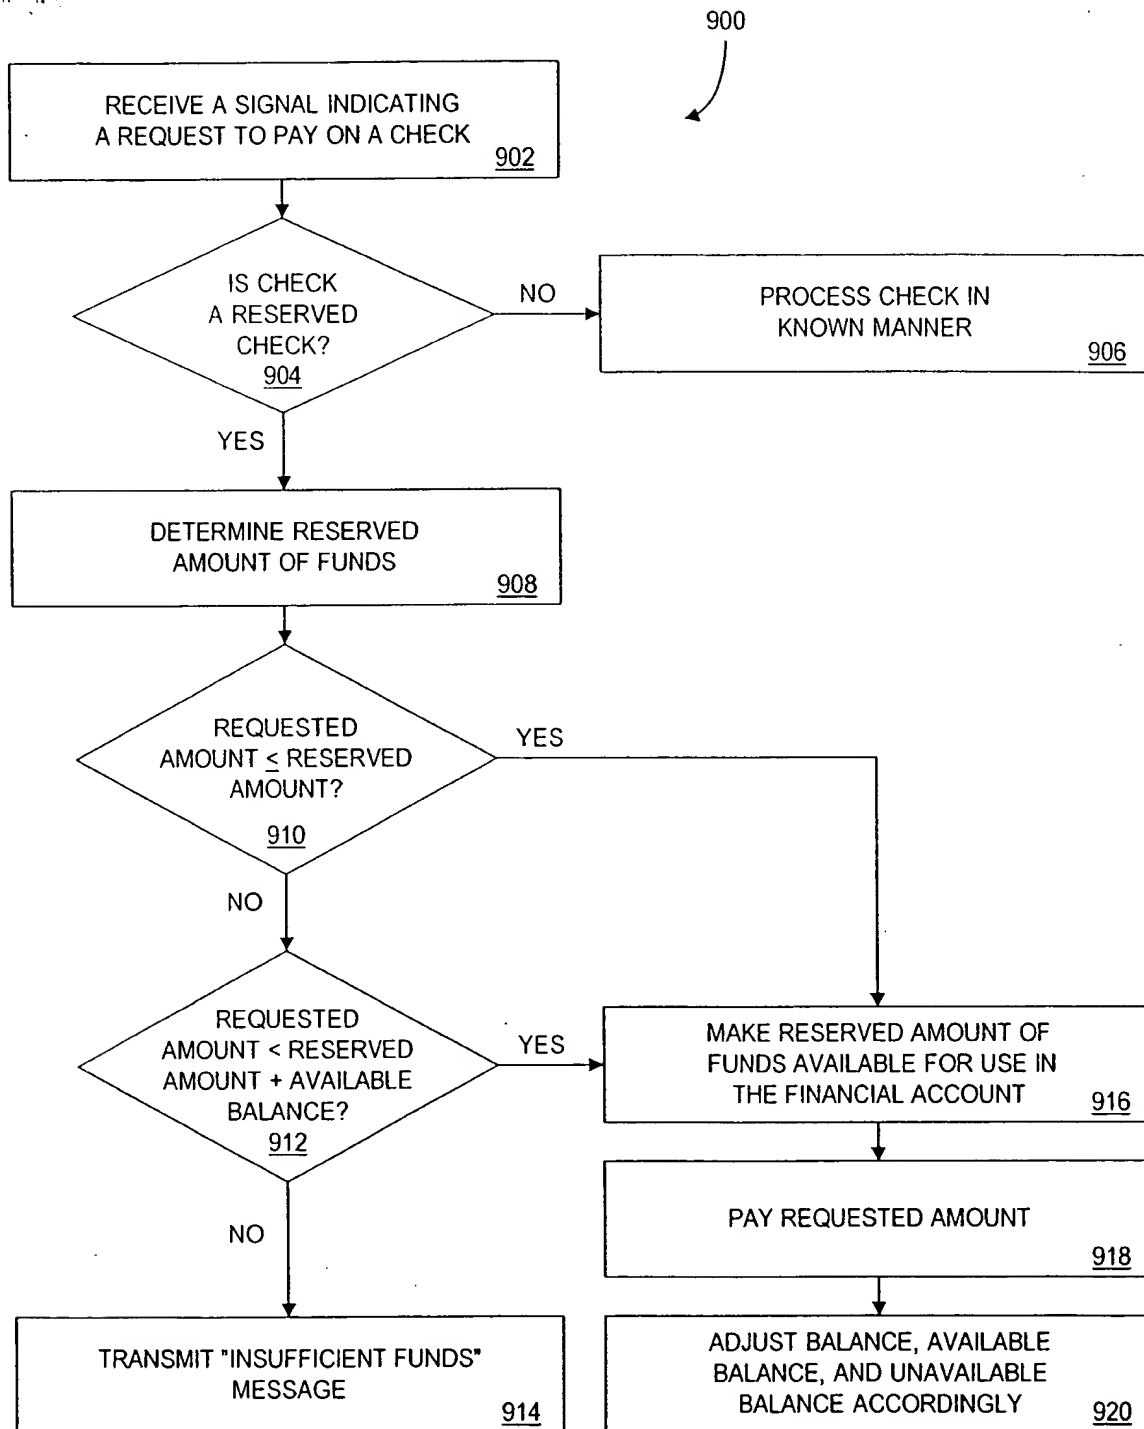 900
RECEIVE A SIGNAL INDICATING
A REQUEST TO PAY ON A CHECK
902
IS CHECK
A RESERVED
CHECK?
904
NO
PROCESS CHECK IN
KNOWN MANNER
906
YES
DETERMINE RESERVED
AMOUNT OF FUNDS
908
REQUESTED
AMOUNT ≤ RESERVED
AMOUNT?
910
YES
NO
REQUESTED
AMOUNT < RESERVED
AMOUNT + AVAILABLE
BALANCE?
912
YES
MAKE RESERVED AMOUNT OF
FUNDS AVAILABLE FOR USE IN
THE FINANCIAL ACCOUNT
916
PAY REQUESTED AMOUNT
918
NO
TRANSMIT "INSUFFICIENT FUNDS"
MESSAGE
914
ADJUST BALANCE, AVAILABLE
BALANCE, AND UNAVAILABLE
BALANCE ACCORDINGLY
920